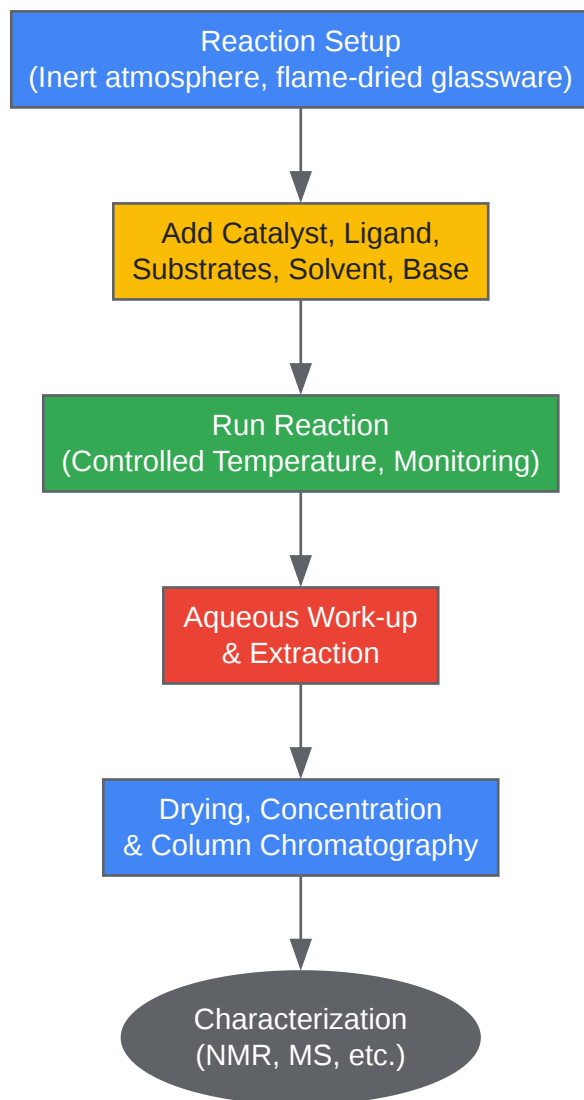 Reaction Setup
(Inert atmosphere, flame-dried glassware)
Add Catalyst, Ligand,
Substrates, Solvent, Base
Run Reaction
(Controlled Temperature, Monitoring)
Aqueous Work-up
& Extraction
Drying, Concentration
& Column Chromatography
Characterization
(NMR, MS, etc.)